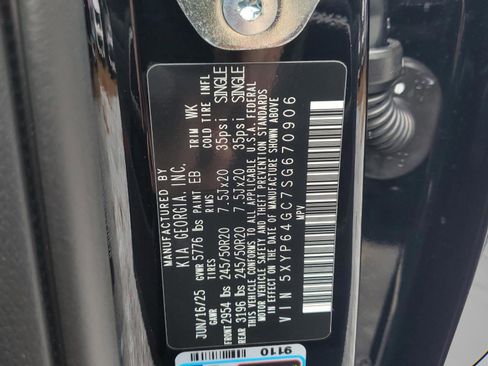 MANUFACTURED BY
KIA GEORGIA, INC.
JUN/16/25 GVWR 5776 lbs PAINT EB TRIM WK
GAWR TIRES RIMS COLD TIRE INFL
FRONT 2954 lbs 245/50R20 7.5Jx20 35psi SINGLE
REAR 3196 lbs 245/50R20 7.5Jx20 35psi SINGLE
THIS VEHICLE CONFORMS TO ALL APPLICABLE U.S.A. FEDERAL
MOTOR VEHICLE SAFETY AND THEFT PREVENTION STANDARDS
IN EFFECT ON THE DATE OF MANUFACTURE SHOWN ABOVE
VIN 5XYP64GC7SG670906
MPV
9110